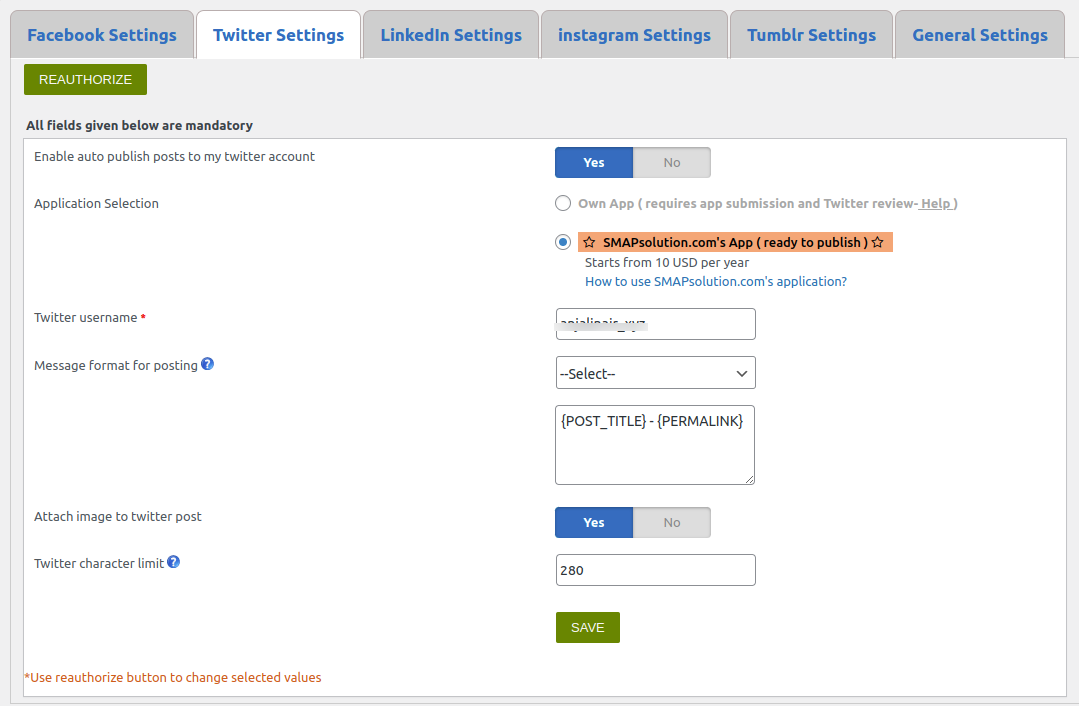 Facebook Settings
Twitter Settings
LinkedIn Settings
instagram Settings
Tumblr Settings
General Settings
REAUTHORIZE
All fields given below are mandatory
Enable auto publish posts to my twitter account
Yes
No
Application Selection
Own App ( requires app submission and Twitter review- Help )
☆ SMAPsolution.com's App ( ready to publish ) ☆
Starts from 10 USD per year
How to use SMAPsolution.com's application?
Twitter username *
Message format for posting ?
--Select--
{POST_TITLE} - {PERMALINK}
Attach image to twitter post
Yes
No
Twitter character limit ?
280
SAVE
*Use reauthorize button to change selected values